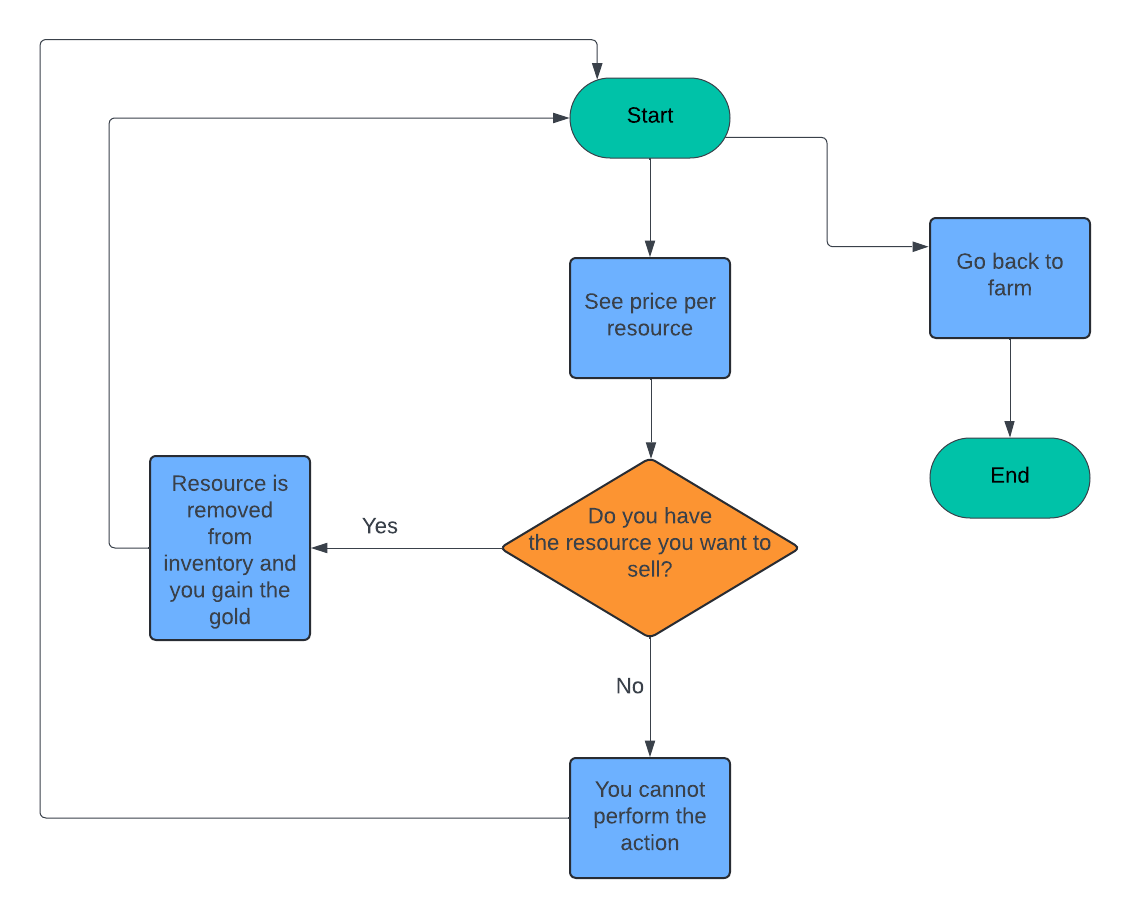 Start
See price per
resource
Go back to
farm
End
Do you have
the resource you want to
sell?
Yes
Resource is
removed
from
inventory and
you gain the
gold
No
You cannot
perform the
action